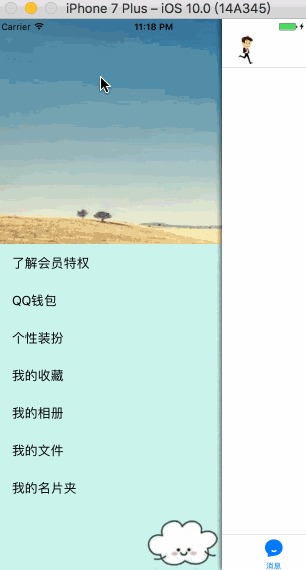 iPhone 7 Plus – iOS 10.0 (14A345)
Carrier 11:18 PM
了解会员特权
QQ钱包
个性装扮
我的收藏
我的相册
我的文件
我的名片夹
消息